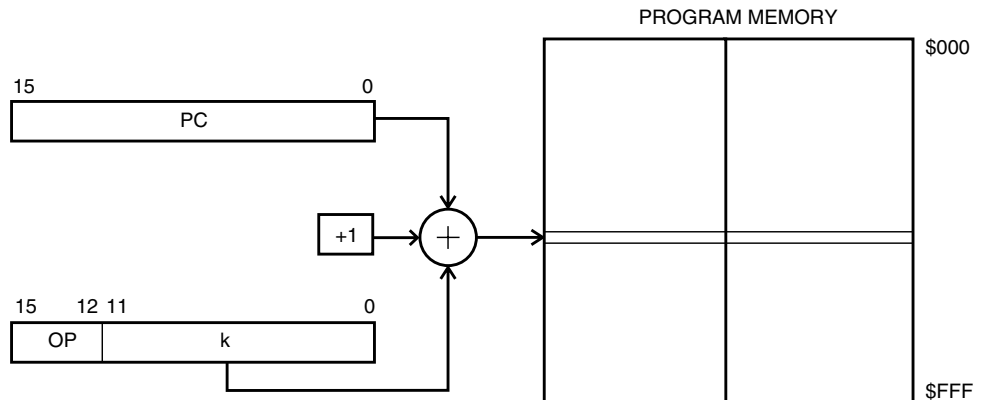 PROGRAM MEMORY
$000
15 0
PC
+1
15 12 11 0
OP k
$FFF